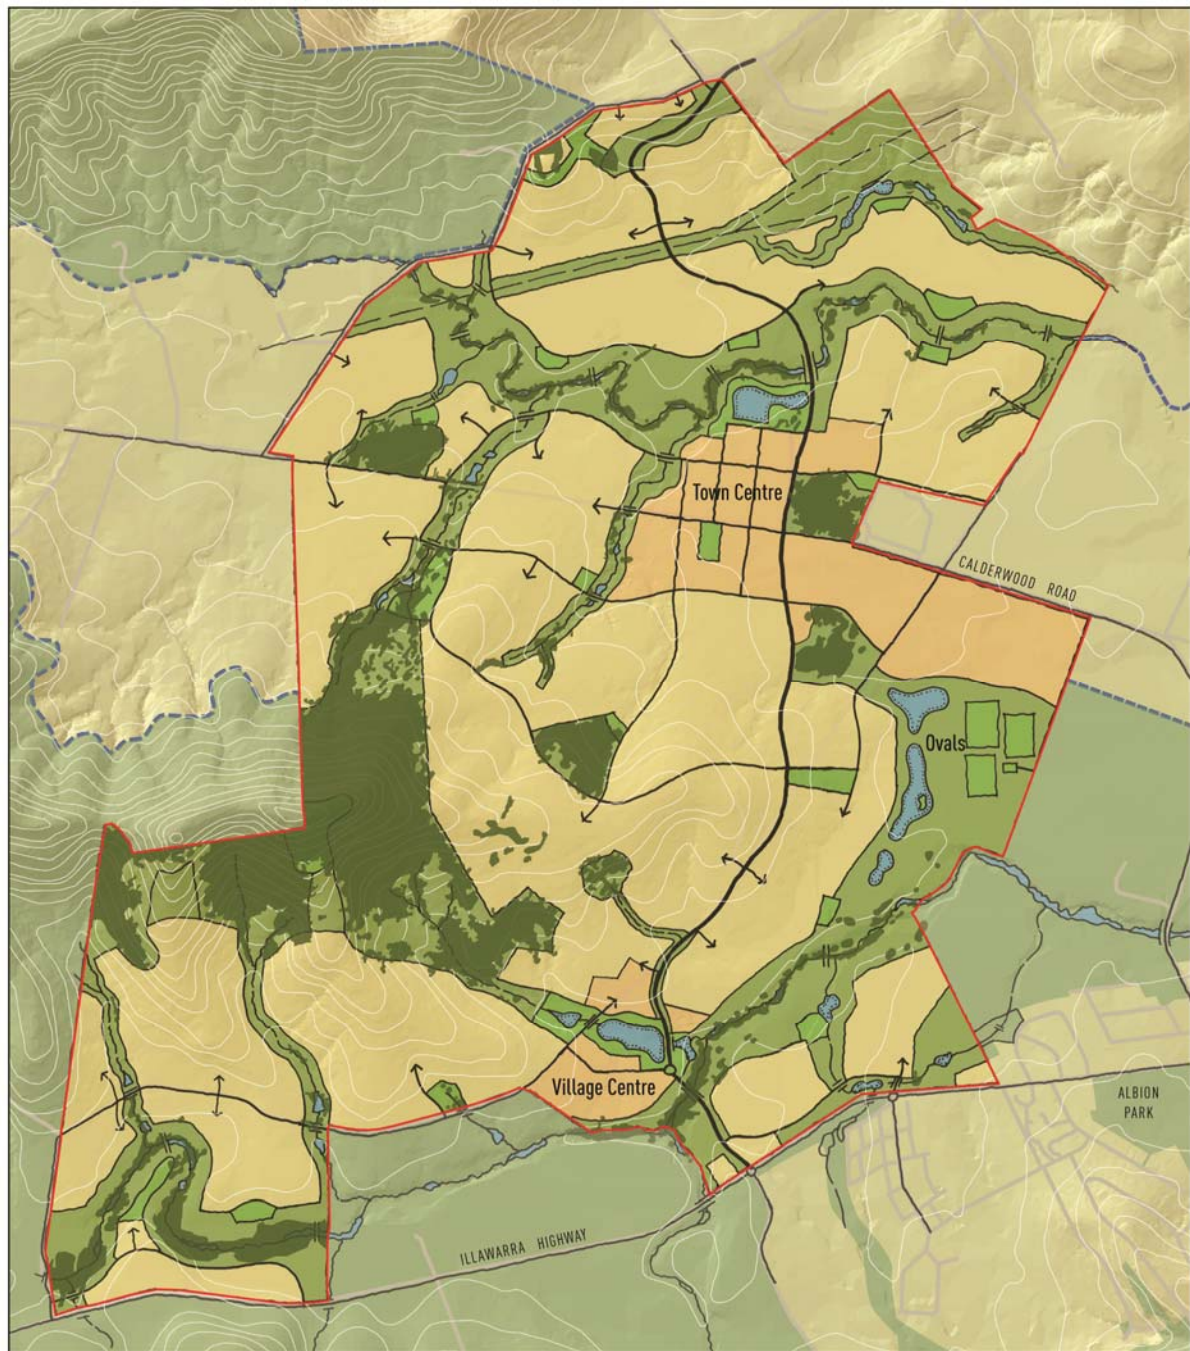 Town Centre
CALDERWOOD ROAD
Ovals
Village Centre
ALBION
PARK
ILLAWARRA HIGHWAY